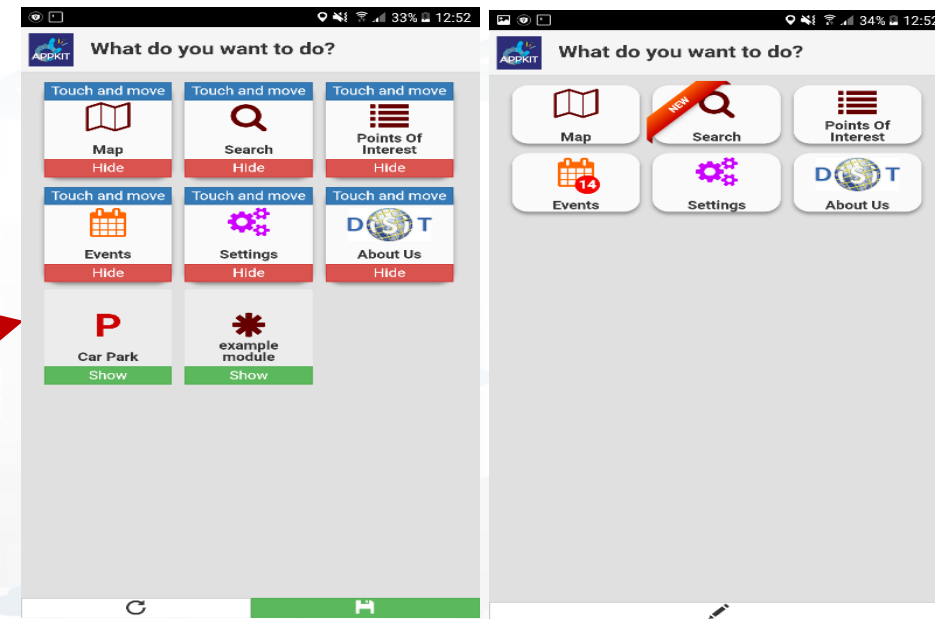 33% 12:52
APPKIT What do you want to do?
Touch and move Touch and move Touch and move
Map Search Points Of
Interest
Hide Hide Hide
Touch and move Touch and move Touch and move
D S T
Events Settings About Us
Hide Hide Hide
P
Car Park example
module
Show Show
34% 12:52
APPKIT What do you want to do?
NEW
Map Search Points Of
Interest
14 D S T
Events Settings About Us